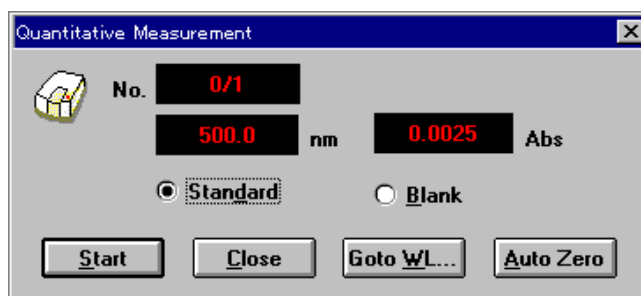 Quantitative Measurement
No. 0/1
500.0 nm 0.0025 Abs
Standard Blank
Start Close Goto WL... Auto Zero